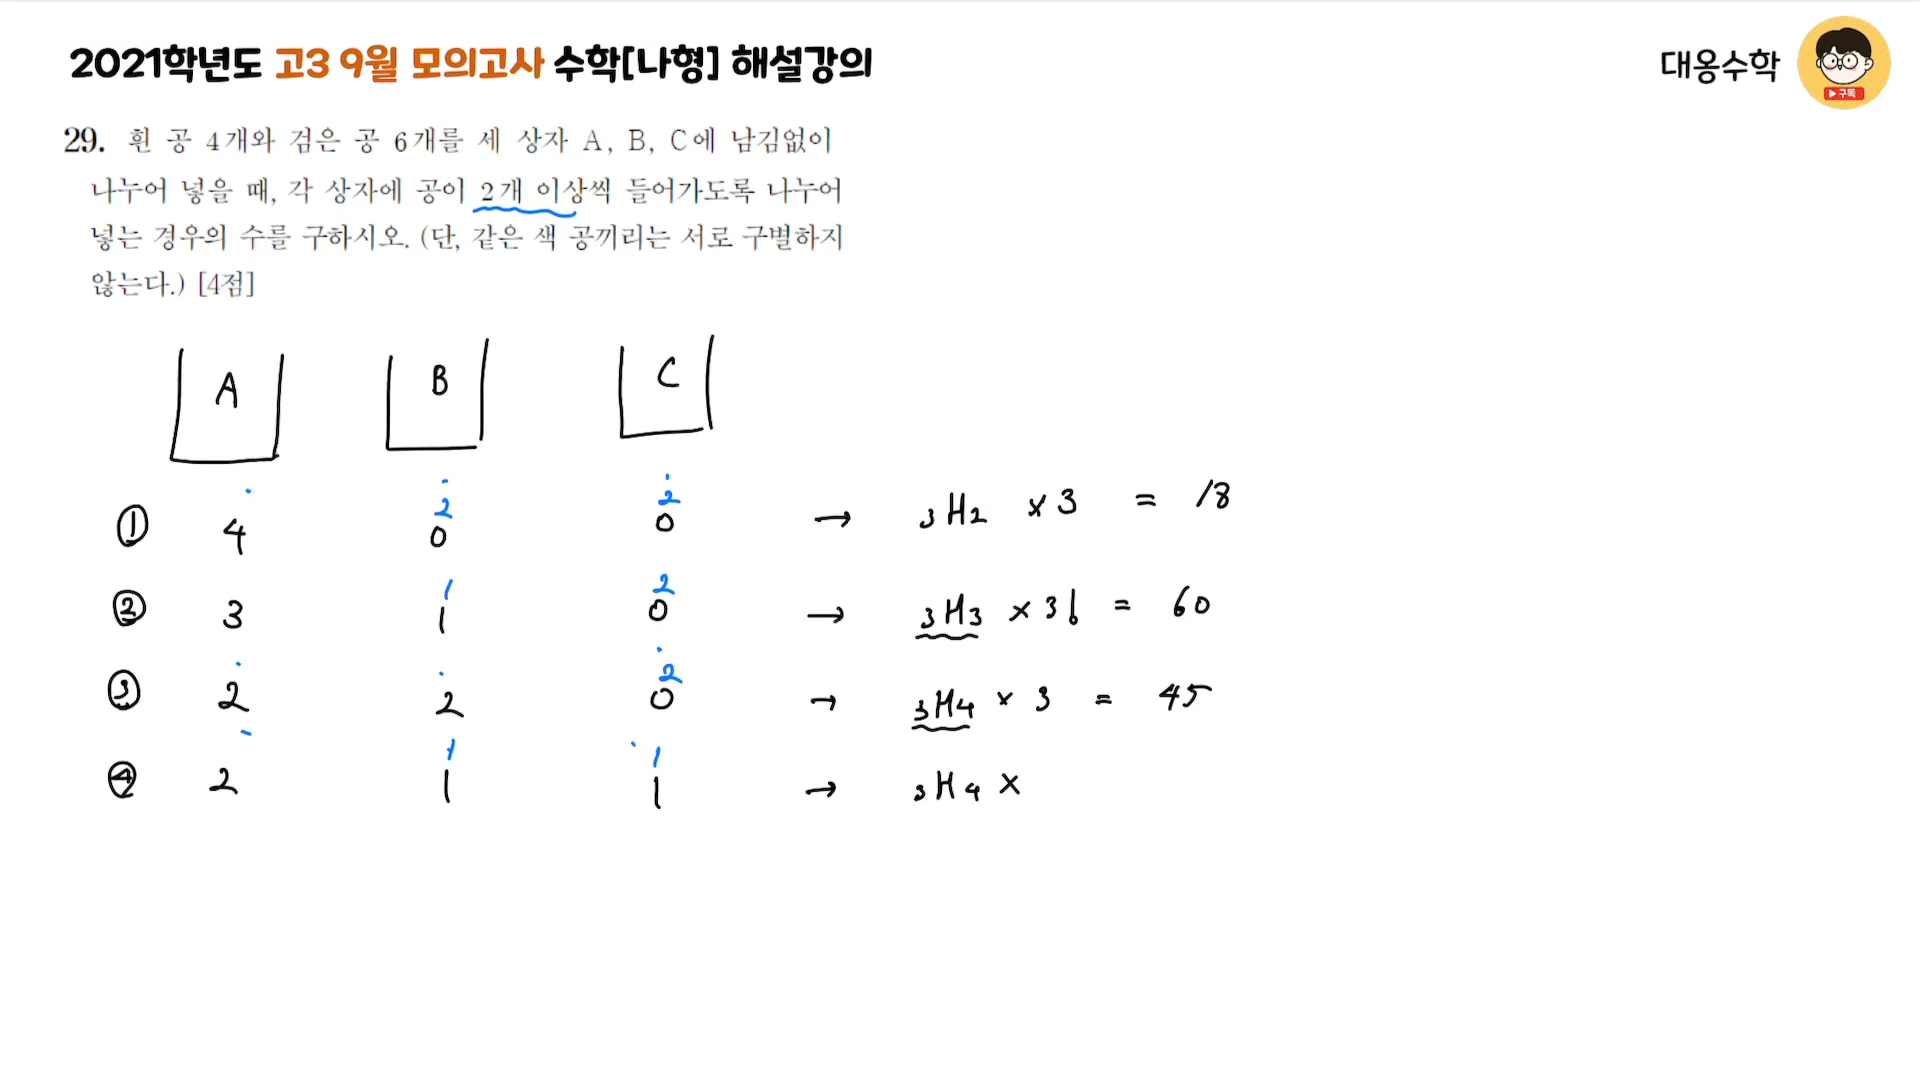 2021학년도 고3 9월 모의고사 수학[나형] 해설강의
대응수학
구독
29. 흰 공 4개와 검은 공 6개를 세 상자 A, B, C에 남김없이
나누어 넣을 때, 각 상자에 공이 2개 이상씩 들어가도록 나누어
넣는 경우의 수를 구하시오. (단, 같은 색 공끼리는 서로 구별하지
않는다.) [4점]
A B C
2 2
① 4 0 0 → ₃H₂ × 3 = 18
1 2
② 3 1 0 → ₃H₃ × 3! = 60
2
③ 2 2 0 → ₃H₄ × 3 = 45
1 1
④ 2 1 1 → ₃H₄ ×